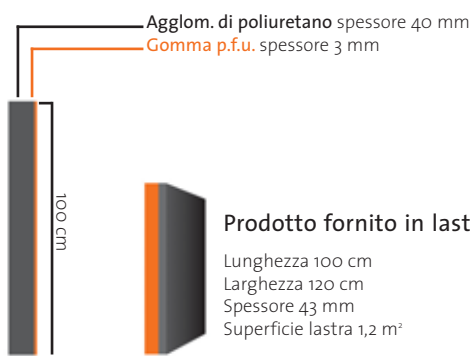 Agglom. di poliuretano spessore 40 mm
Gomma p.f.u. spessore 3 mm
100 cm
Prodotto fornito in last
Lunghezza 100 cm
Larghezza 120 cm
Spessore 43 mm
Superficie lastra 1,2 m²